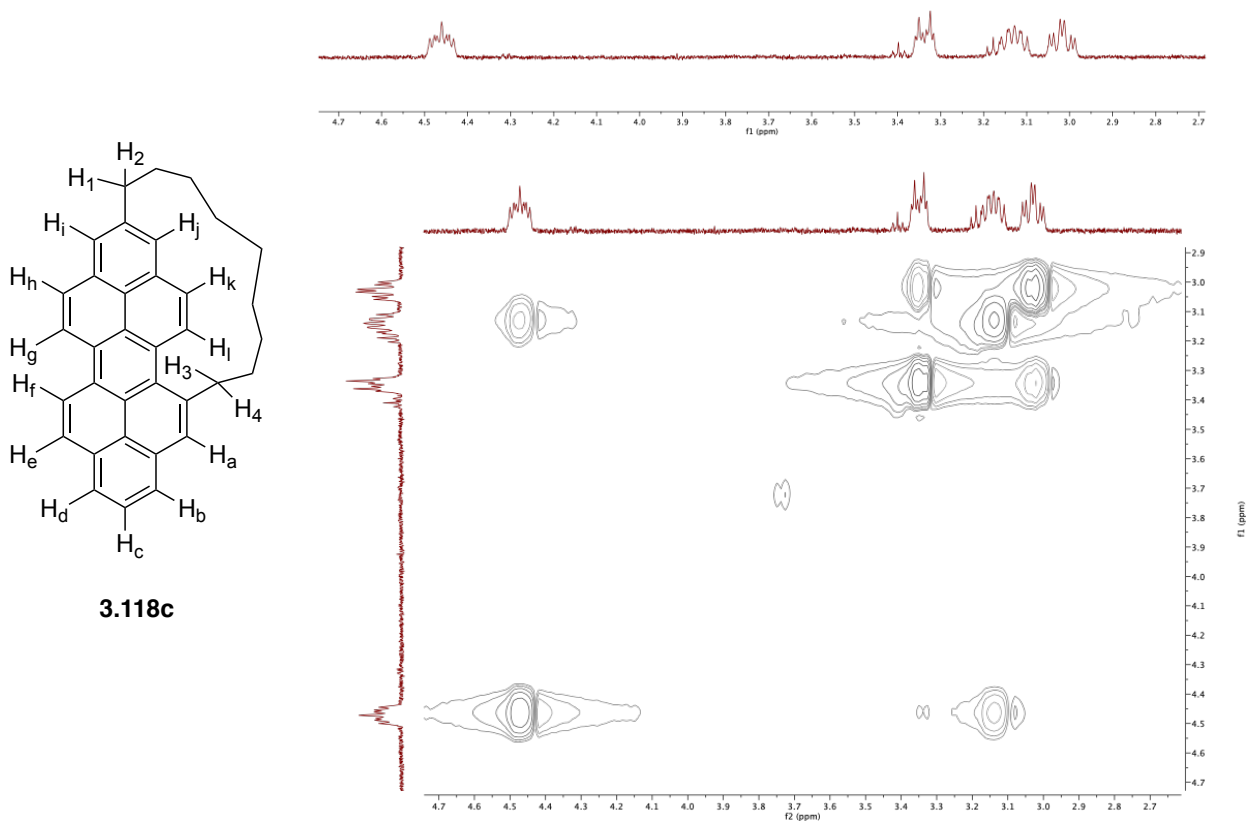 4.7 4.6 4.5 4.4 4.3 4.2 4.1 4.0 3.9 3.8 3.7 3.6 3.5 3.4 3.3 3.2 3.1 3.0 2.9 2.8 2.7
f1 (ppm)
H2
H1
Hi Hj
Hh Hk
Hg Hl
Hf H3
H4
He Ha
Hd Hb
Hc
3.118c
2.9
3.0
3.1
3.2
3.3
3.4
3.5
3.6
3.7
3.8
3.9
4.0
4.1
4.2
4.3
4.4
4.5
4.6
4.7
f1 (ppm)
4.7 4.6 4.5 4.4 4.3 4.2 4.1 4.0 3.9 3.8 3.7 3.6 3.5 3.4 3.3 3.2 3.1 3.0 2.9 2.8 2.7
f2 (ppm)